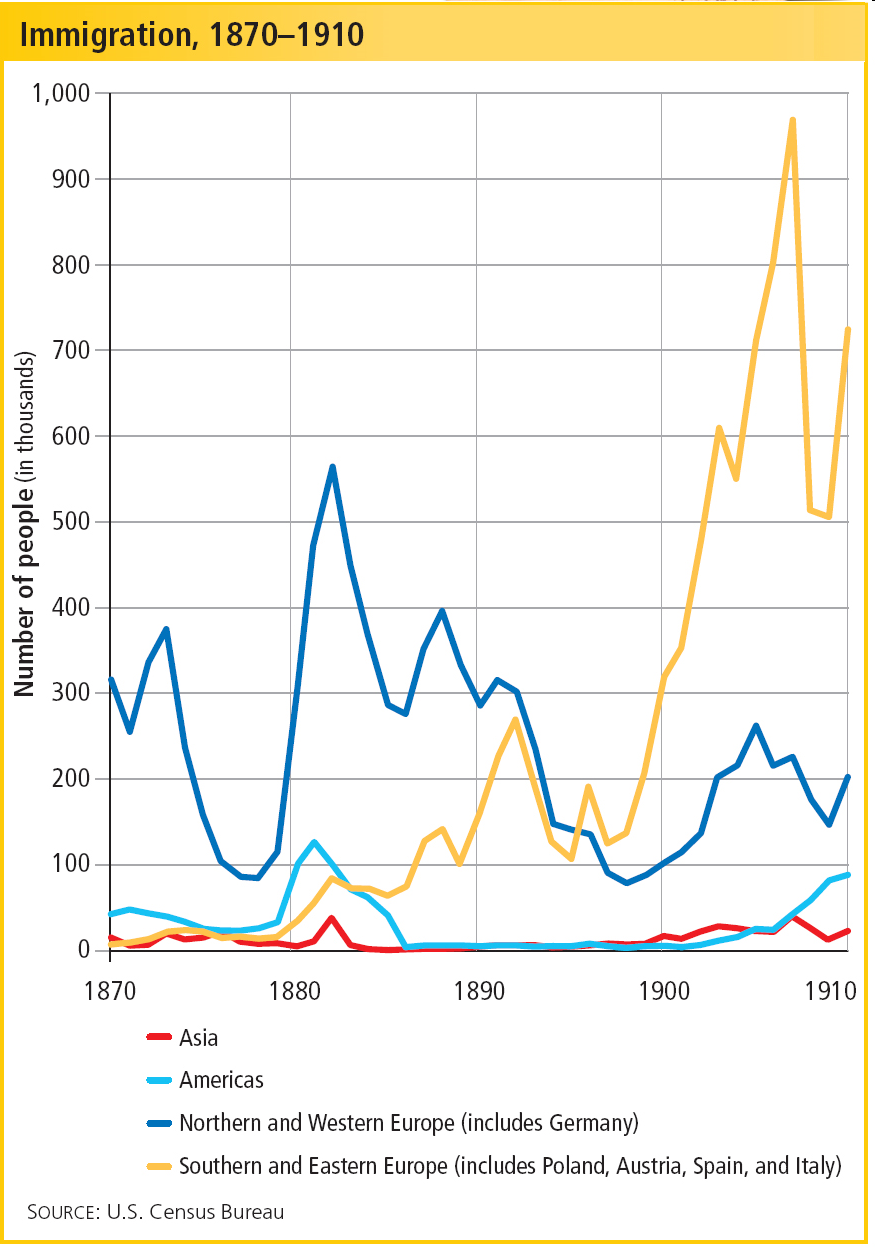 Immigration, 1870–1910
Number of people (in thousands)
1,000
900
800
700
600
500
400
300
200
100
0
1870 1880 1890 1900 1910
Asia
Americas
Northern and Western Europe (includes Germany)
Southern and Eastern Europe (includes Poland, Austria, Spain, and Italy)
SOURCE: U.S. Census Bureau